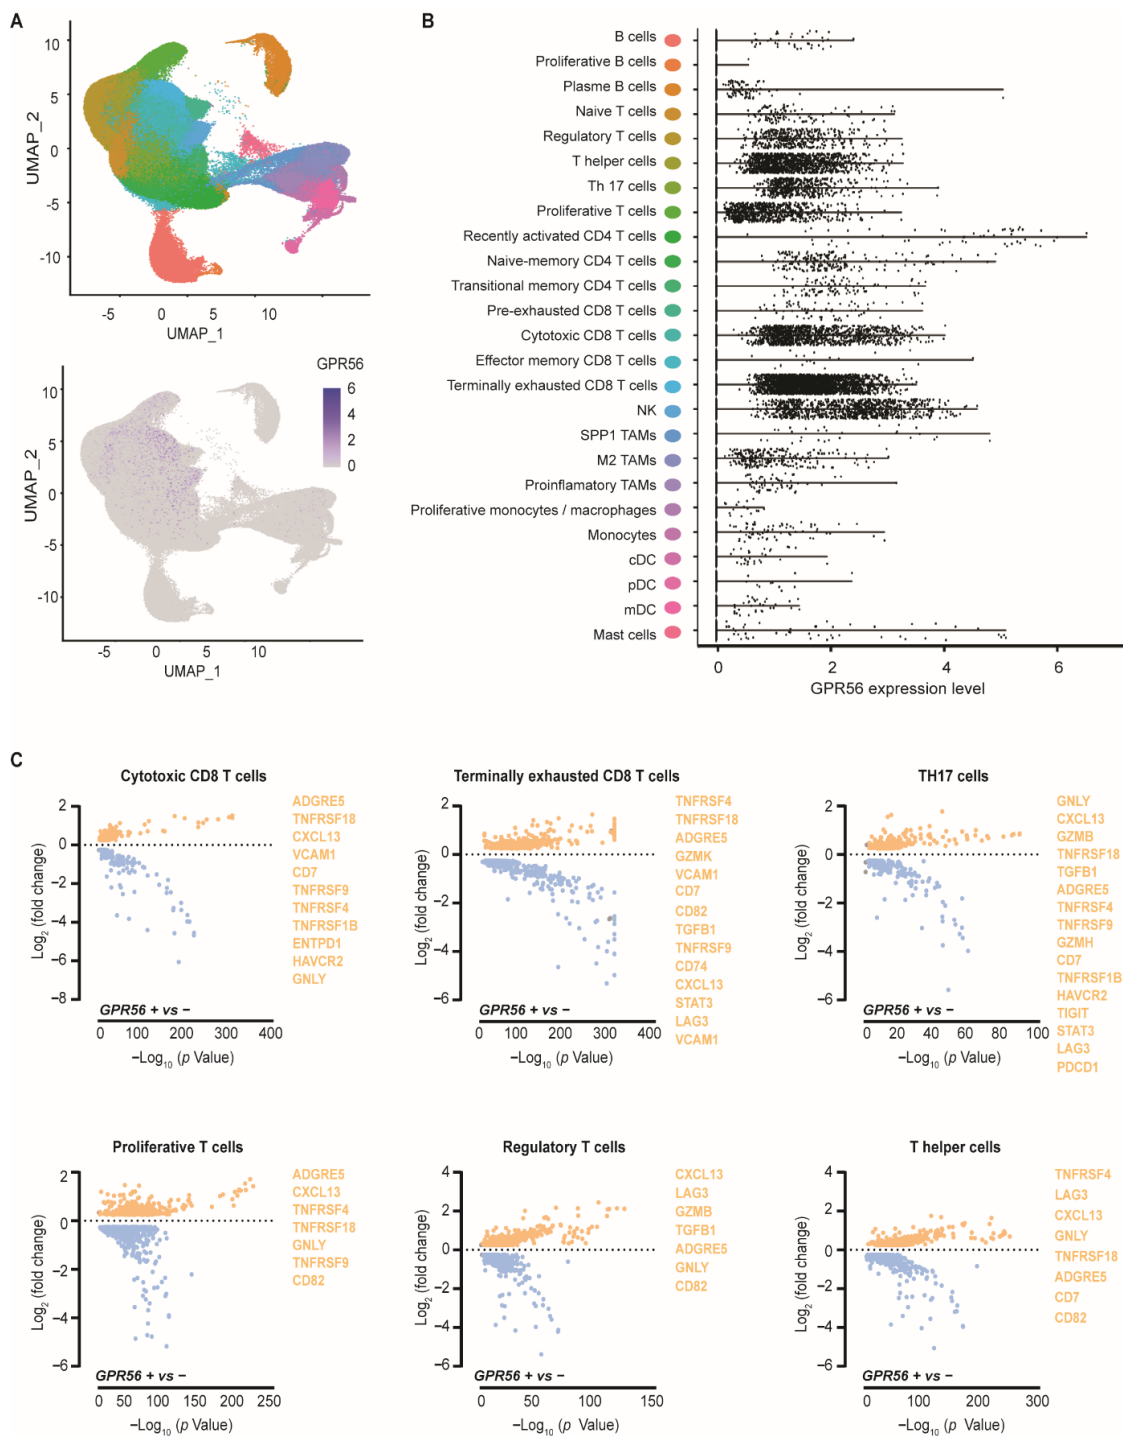 A
10
5
0
-5
-10
UMAP_2
-5
0
5
10
UMAP_1
GPR56
6
4
2
0
10
5
0
-5
-10
UMAP_2
-5
0
5
10
UMAP_1
B
B cells
Proliferative B cells
Plasme B cells
Naive T cells
Regulatory T cells
T helper cells
Th 17 cells
Proliferative T cells
Recently activated CD4 T cells
Naive-memory CD4 T cells
Transitional memory CD4 T cells
Pre-exhausted CD8 T cells
Cytotoxic CD8 T cells
Effector memory CD8 T cells
Terminally exhausted CD8 T cells
NK
SPP1 TAMs
M2 TAMs
Proinflamatory TAMs
Proliferative monocytes / macrophages
Monocytes
cDC
pDC
mDC
Mast cells
0
2
4
6
GPR56 expression level
C
Cytotoxic CD8 T cells
2
0
−2
−4
−6
−8
Log2 (fold change)
GPR56 + vs −
0
100
200
300
400
−Log10 (p Value)
ADGRE5
TNFRSF18
CXCL13
VCAM1
CD7
TNFRSF9
TNFRSF4
TNFRSF1B
ENTPD1
HAVCR2
GNLY
Terminally exhausted CD8 T cells
2
0
−2
−4
−6
Log2 (fold change)
GPR56 + vs −
0
100
200
300
400
−Log10 (p Value)
TNFRSF4
TNFRSF18
ADGRE5
GZMK
VCAM1
CD7
CD82
TGFB1
TNFRSF9
CD74
CXCL13
STAT3
LAG3
VCAM1
TH17 cells
2
0
−2
−4
−6
Log2 (fold change)
GPR56 + vs −
0
20
40
60
80
100
−Log10 (p Value)
GNLY
CXCL13
GZMB
TNFRSF18
TGFB1
ADGRE5
TNFRSF4
TNFRSF9
GZMH
CD7
TNFRSF1B
HAVCR2
TIGIT
STAT3
LAG3
PDCD1
Proliferative T cells
2
0
−2
−4
−6
Log2 (fold change)
GPR56 + vs −
0
50
100
150
200
250
−Log10 (p Value)
ADGRE5
CXCL13
TNFRSF4
TNFRSF18
GNLY
TNFRSF9
CD82
Regulatory T cells
4
2
0
−2
−4
−6
Log2 (fold change)
GPR56 + vs −
0
50
100
150
−Log10 (p Value)
CXCL13
LAG3
GZMB
TGFB1
ADGRE5
GNLY
CD82
T helper cells
4
2
0
−2
−4
−6
Log2 (fold change)
GPR56 + vs −
0
100
200
300
−Log10 (p Value)
TNFRSF4
LAG3
CXCL13
GNLY
TNFRSF18
ADGRE5
CD7
CD82